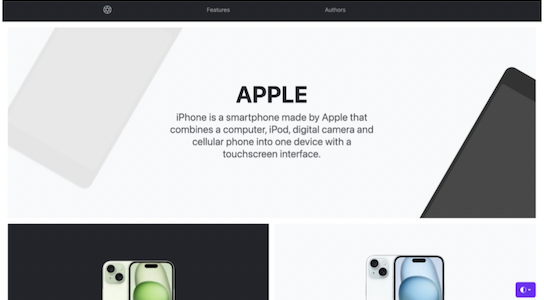 Features
Authors
APPLE
iPhone is a smartphone made by Apple that
combines a computer, iPod, digital camera and
cellular phone into one device with a
touchscreen interface.